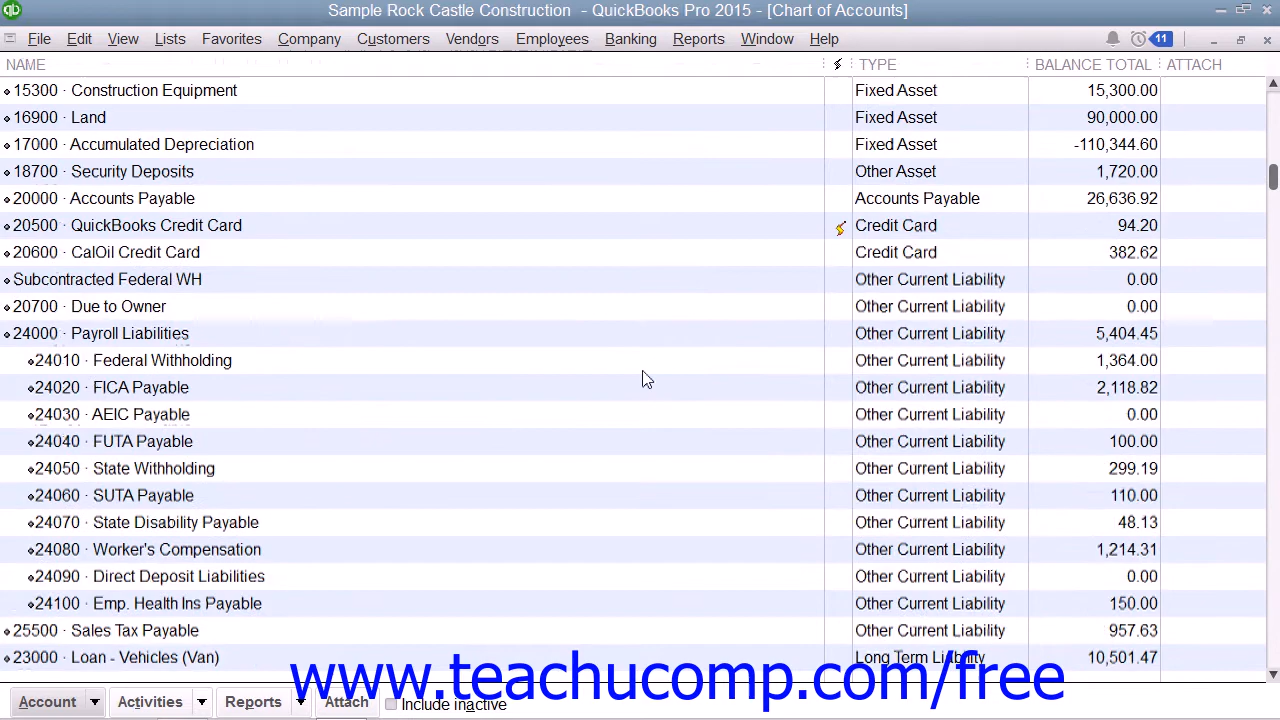 qb Sample Rock Castle Construction - QuickBooks Pro 2015 - [Chart of Accounts]
File Edit View Lists Favorites Company Customers Vendors Employees Banking Reports Window Help 11
NAME TYPE BALANCE TOTAL ATTACH
15300 · Construction Equipment Fixed Asset 15,300.00
16900 · Land Fixed Asset 90,000.00
17000 · Accumulated Depreciation Fixed Asset -110,344.60
18700 · Security Deposits Other Asset 1,720.00
20000 · Accounts Payable Accounts Payable 26,636.92
20500 · QuickBooks Credit Card Credit Card 94.20
20600 · CalOil Credit Card Credit Card 382.62
Subcontracted Federal WH Other Current Liability 0.00
20700 · Due to Owner Other Current Liability 0.00
24000 · Payroll Liabilities Other Current Liability 5,404.45
24010 · Federal Withholding Other Current Liability 1,364.00
24020 · FICA Payable Other Current Liability 2,118.82
24030 · AEIC Payable Other Current Liability 0.00
24040 · FUTA Payable Other Current Liability 100.00
24050 · State Withholding Other Current Liability 299.19
24060 · SUTA Payable Other Current Liability 110.00
24070 · State Disability Payable Other Current Liability 48.13
24080 · Worker's Compensation Other Current Liability 1,214.31
24090 · Direct Deposit Liabilities Other Current Liability 0.00
24100 · Emp. Health Ins Payable Other Current Liability 150.00
25500 · Sales Tax Payable Other Current Liability 957.63
23000 · Loan - Vehicles (Van) Long Term Liability 10,501.47
www.teachucomp.com/free
Account Activities Reports Attach Include inactive